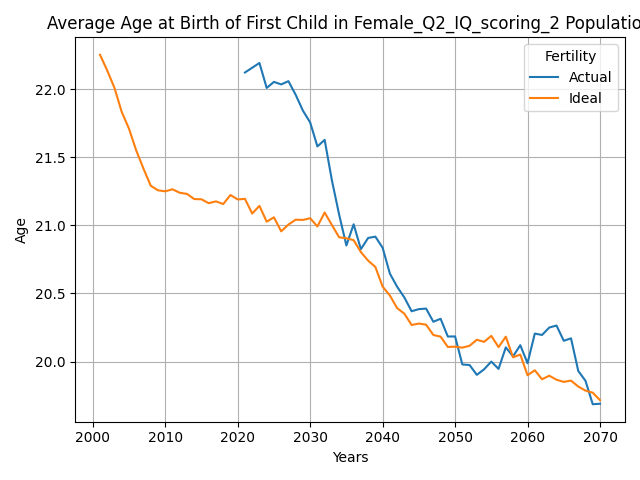 Average Age at Birth of First Child in Female_Q2_IQ_scoring_2 Populatio
Fertility
Actual
Ideal
22.0
21.5
21.0
20.5
20.0
Age
2000 2010 2020 2030 2040 2050 2060 2070
Years